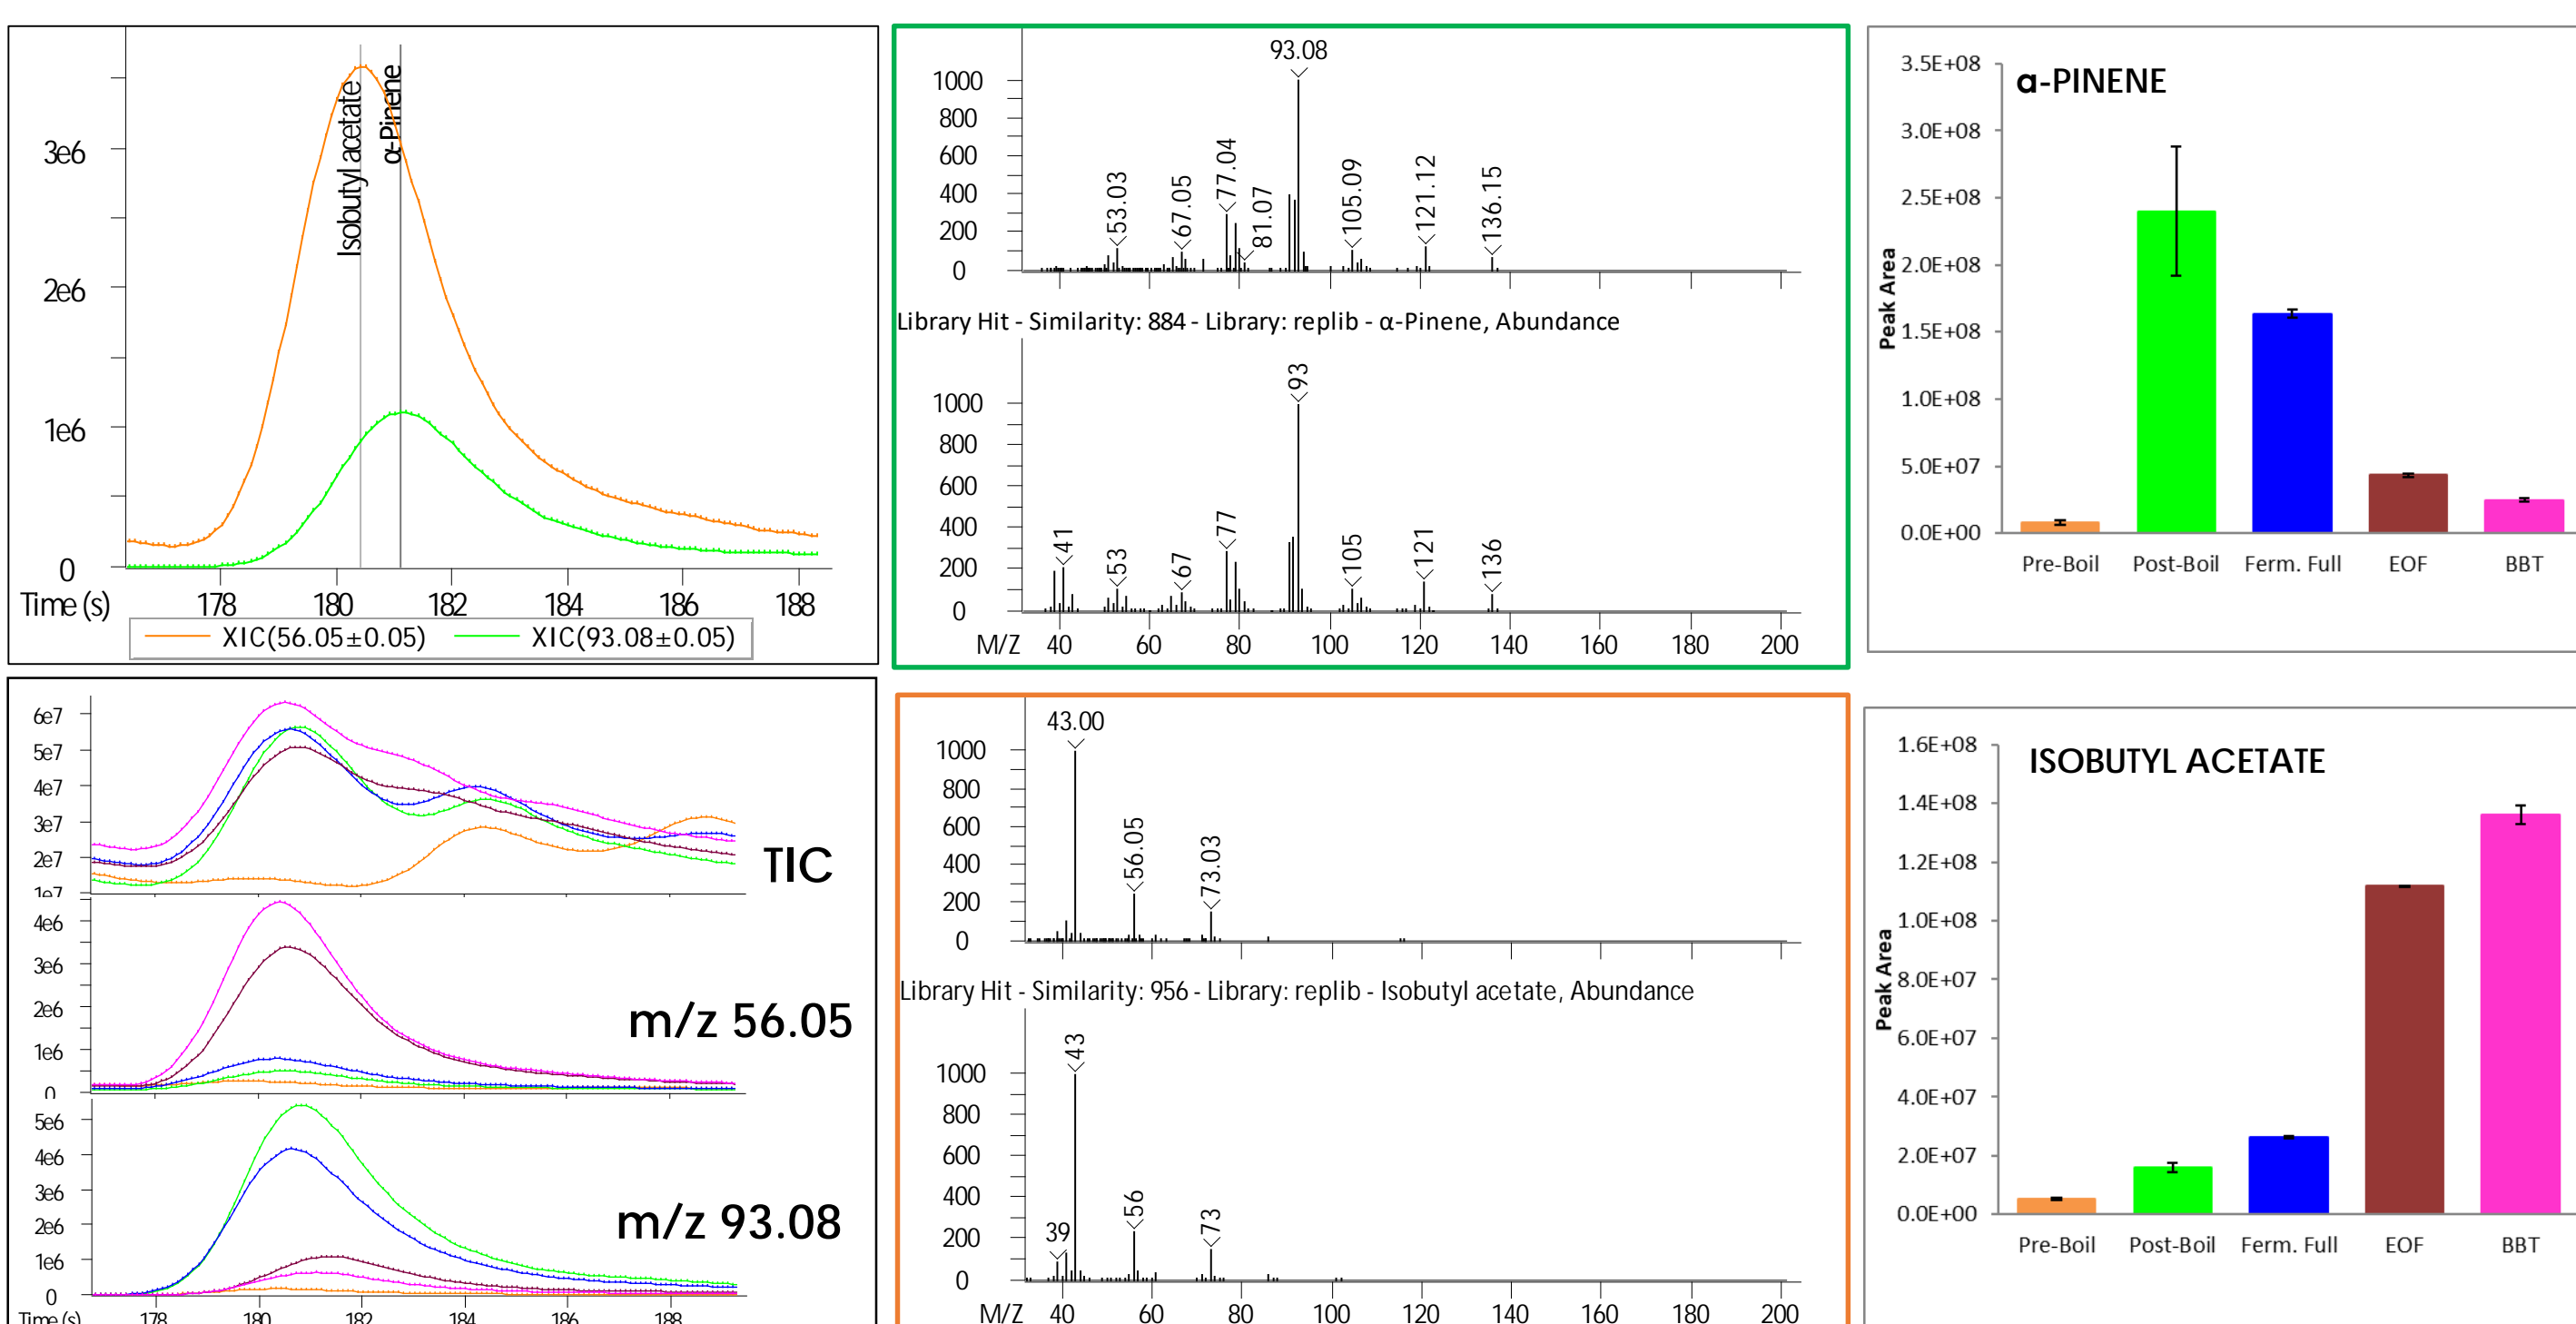 3e6
2e6
1e6
0
Isobutyl acetate
α-Pinene
Time (s) 178 180 182 184 186 188
XIC(56.05±0.05) XIC(93.08±0.05)
93.08
1000
800
600
400
200
0
53.03
67.05
77.04
81.07
105.09
121.12
136.15
Library Hit - Similarity: 884 - Library: replib - α-Pinene, Abundance
93
1000
800
600
400
200
0
41
53
67
77
105
121
136
M/Z 40 60 80 100 120 140 160 180 200
α-PINENE
Peak Area
3.5E+08
3.0E+08
2.5E+08
2.0E+08
1.5E+08
1.0E+08
5.0E+07
0.0E+00
Pre-Boil Post-Boil Ferm. Full EOF BBT
6e7
5e7
4e7
3e7
2e7
1e7
TIC
4e6
3e6
2e6
1e6
0
m/z 56.05
5e6
4e6
3e6
2e6
1e6
0
m/z 93.08
Time (s) 178 180 182 184 186 188
43.00
1000
800
600
400
200
0
56.05
73.03
Library Hit - Similarity: 956 - Library: replib - Isobutyl acetate, Abundance
43
1000
800
600
400
200
0
39
56
73
M/Z 40 60 80 100 120 140 160 180 200
ISOBUTYL ACETATE
Peak Area
1.6E+08
1.4E+08
1.2E+08
1.0E+08
8.0E+07
6.0E+07
4.0E+07
2.0E+07
0.0E+00
Pre-Boil Post-Boil Ferm. Full EOF BBT